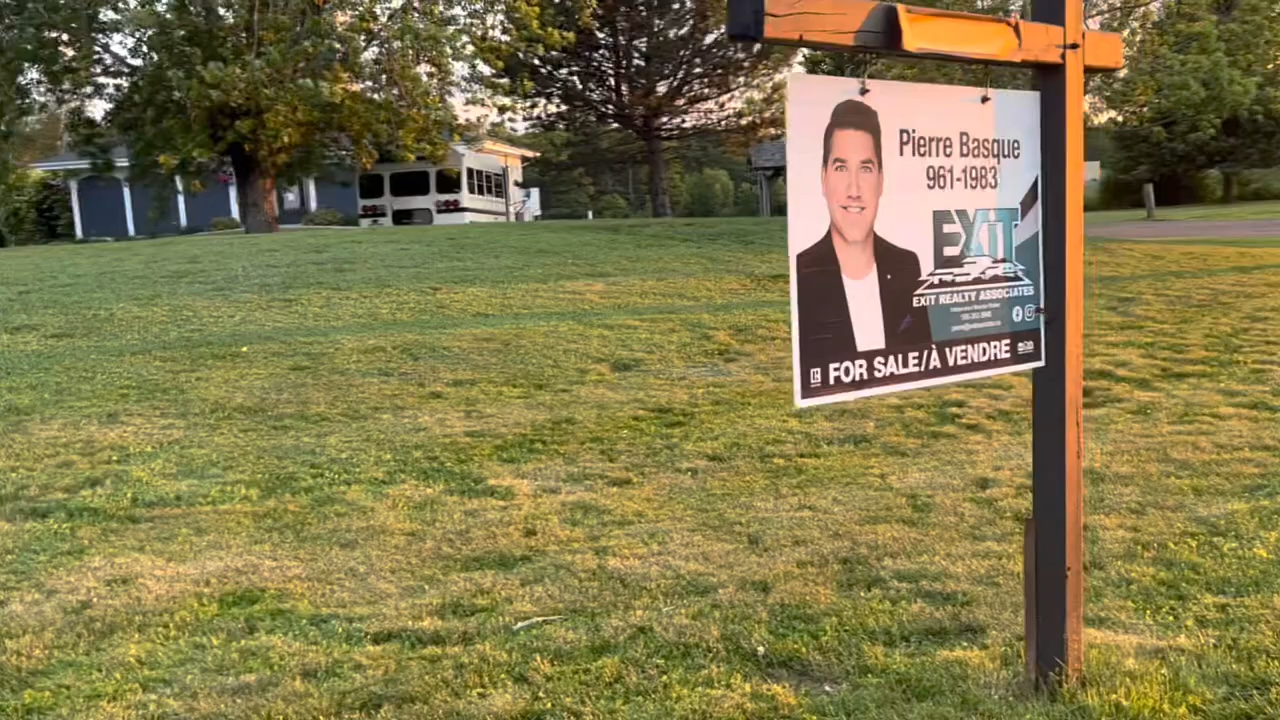 Pierre Basque
961-1983
EXIT
EXIT REALTY ASSOCIATES
FOR SALE/À VENDRE